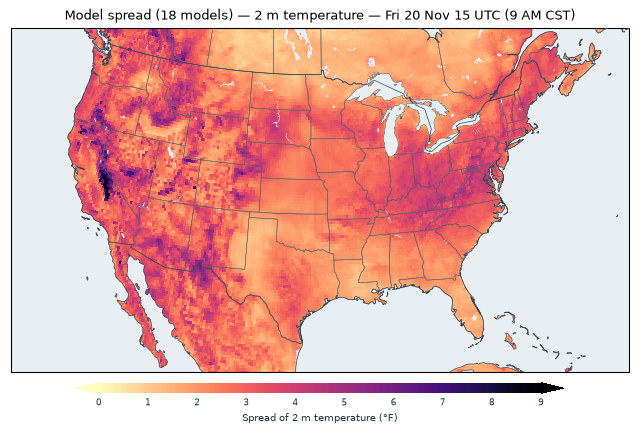 Model spread (18 models) — 2 m temperature — Fri 20 Nov 15 UTC (9 AM CST)
0 1 2 3 4 5 6 7 8 9
Spread of 2 m temperature (°F)